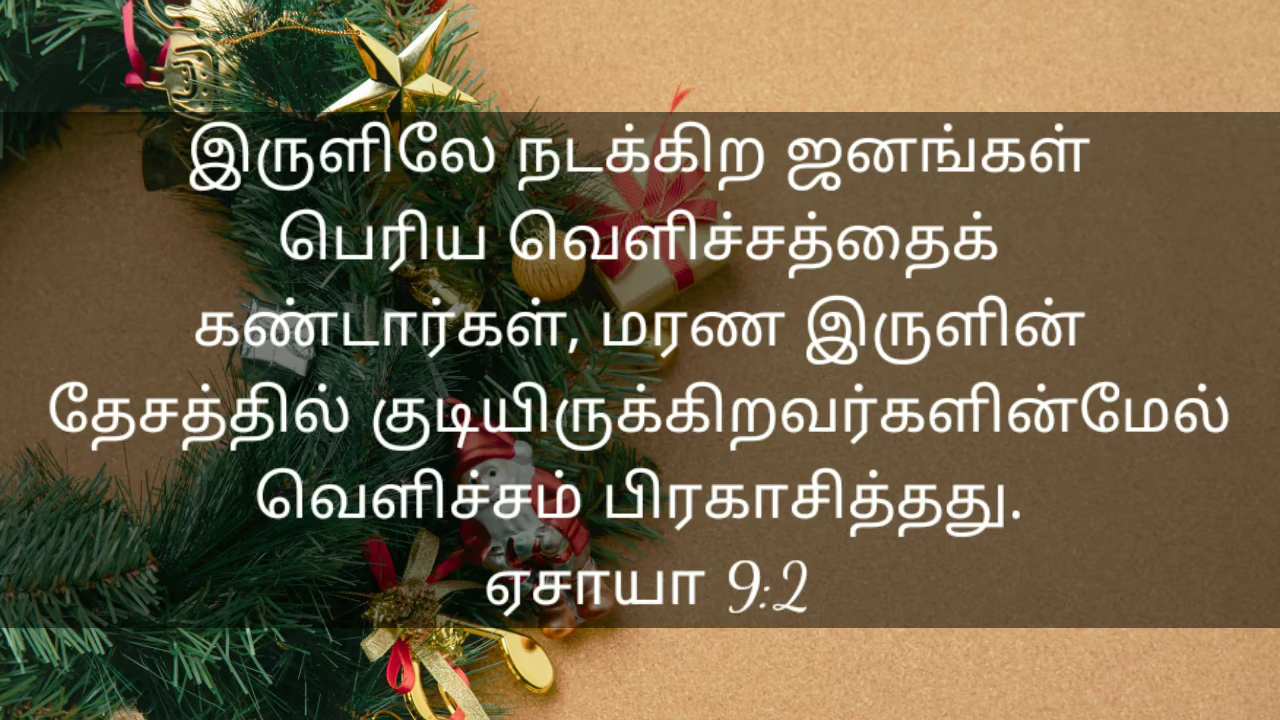 இருளிலே நடக்கிற ஜனங்கள்
பெரிய வெளிச்சத்தைக்
கண்டார்கள், மரண இருளின்
தேசத்தில் குடியிருக்கிறவர்களின்மேல்
வெளிச்சம் பிரகாசித்தது.
ஏசாயா 9:2